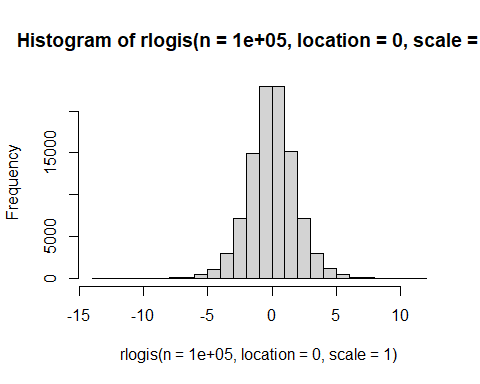 Histogram of rlogis(n = 1e+05, location = 0, scale =
Frequency
15000
5000
0
-15 -10 -5 0 5 10
rlogis(n = 1e+05, location = 0, scale = 1)